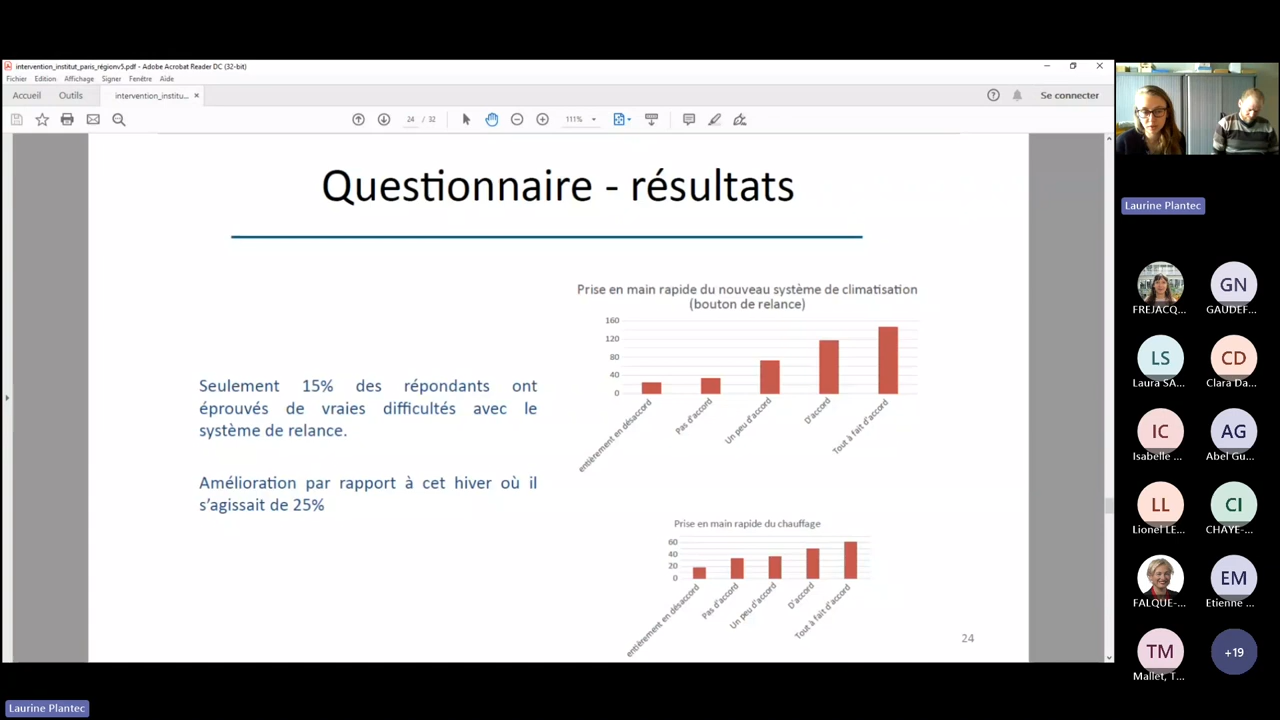 intervention_institut_paris_régionv5.pdf - Adobe Acrobat Reader DC (32-bit)
Fichier Edition Affichage Signer Fenêtre Aide
Accueil Outils intervention_institu... × Se connecter
24 / 32 111%
Questionnaire - résultats
Seulement 15% des répondants ont
éprouvés de vraies difficultés avec le
système de relance.
Amélioration par rapport à cet hiver où il
s’agissait de 25%
Prise en main rapide du nouveau système de climatisation
(bouton de relance)
160
120
80
40
0
entièrement en désaccord
Pas d'accord
Un peu d'accord
D'accord
Tout à fait d'accord
Prise en main rapide du chauffage
60
40
20
0
entièrement en désaccord
Pas d'accord
Un peu d'accord
D'accord
Tout à fait d'accord
24
Laurine Plantec
GN
FREJACQ... GAUDEF...
LS CD
Laura SA... Clara Da...
IC AG
Isabelle ... Abel Gu...
LL CI
Lionel LE... CHAYE-...
EM
FALQUE-... Etienne ...
TM +19
Mallet, T...
Laurine Plantec